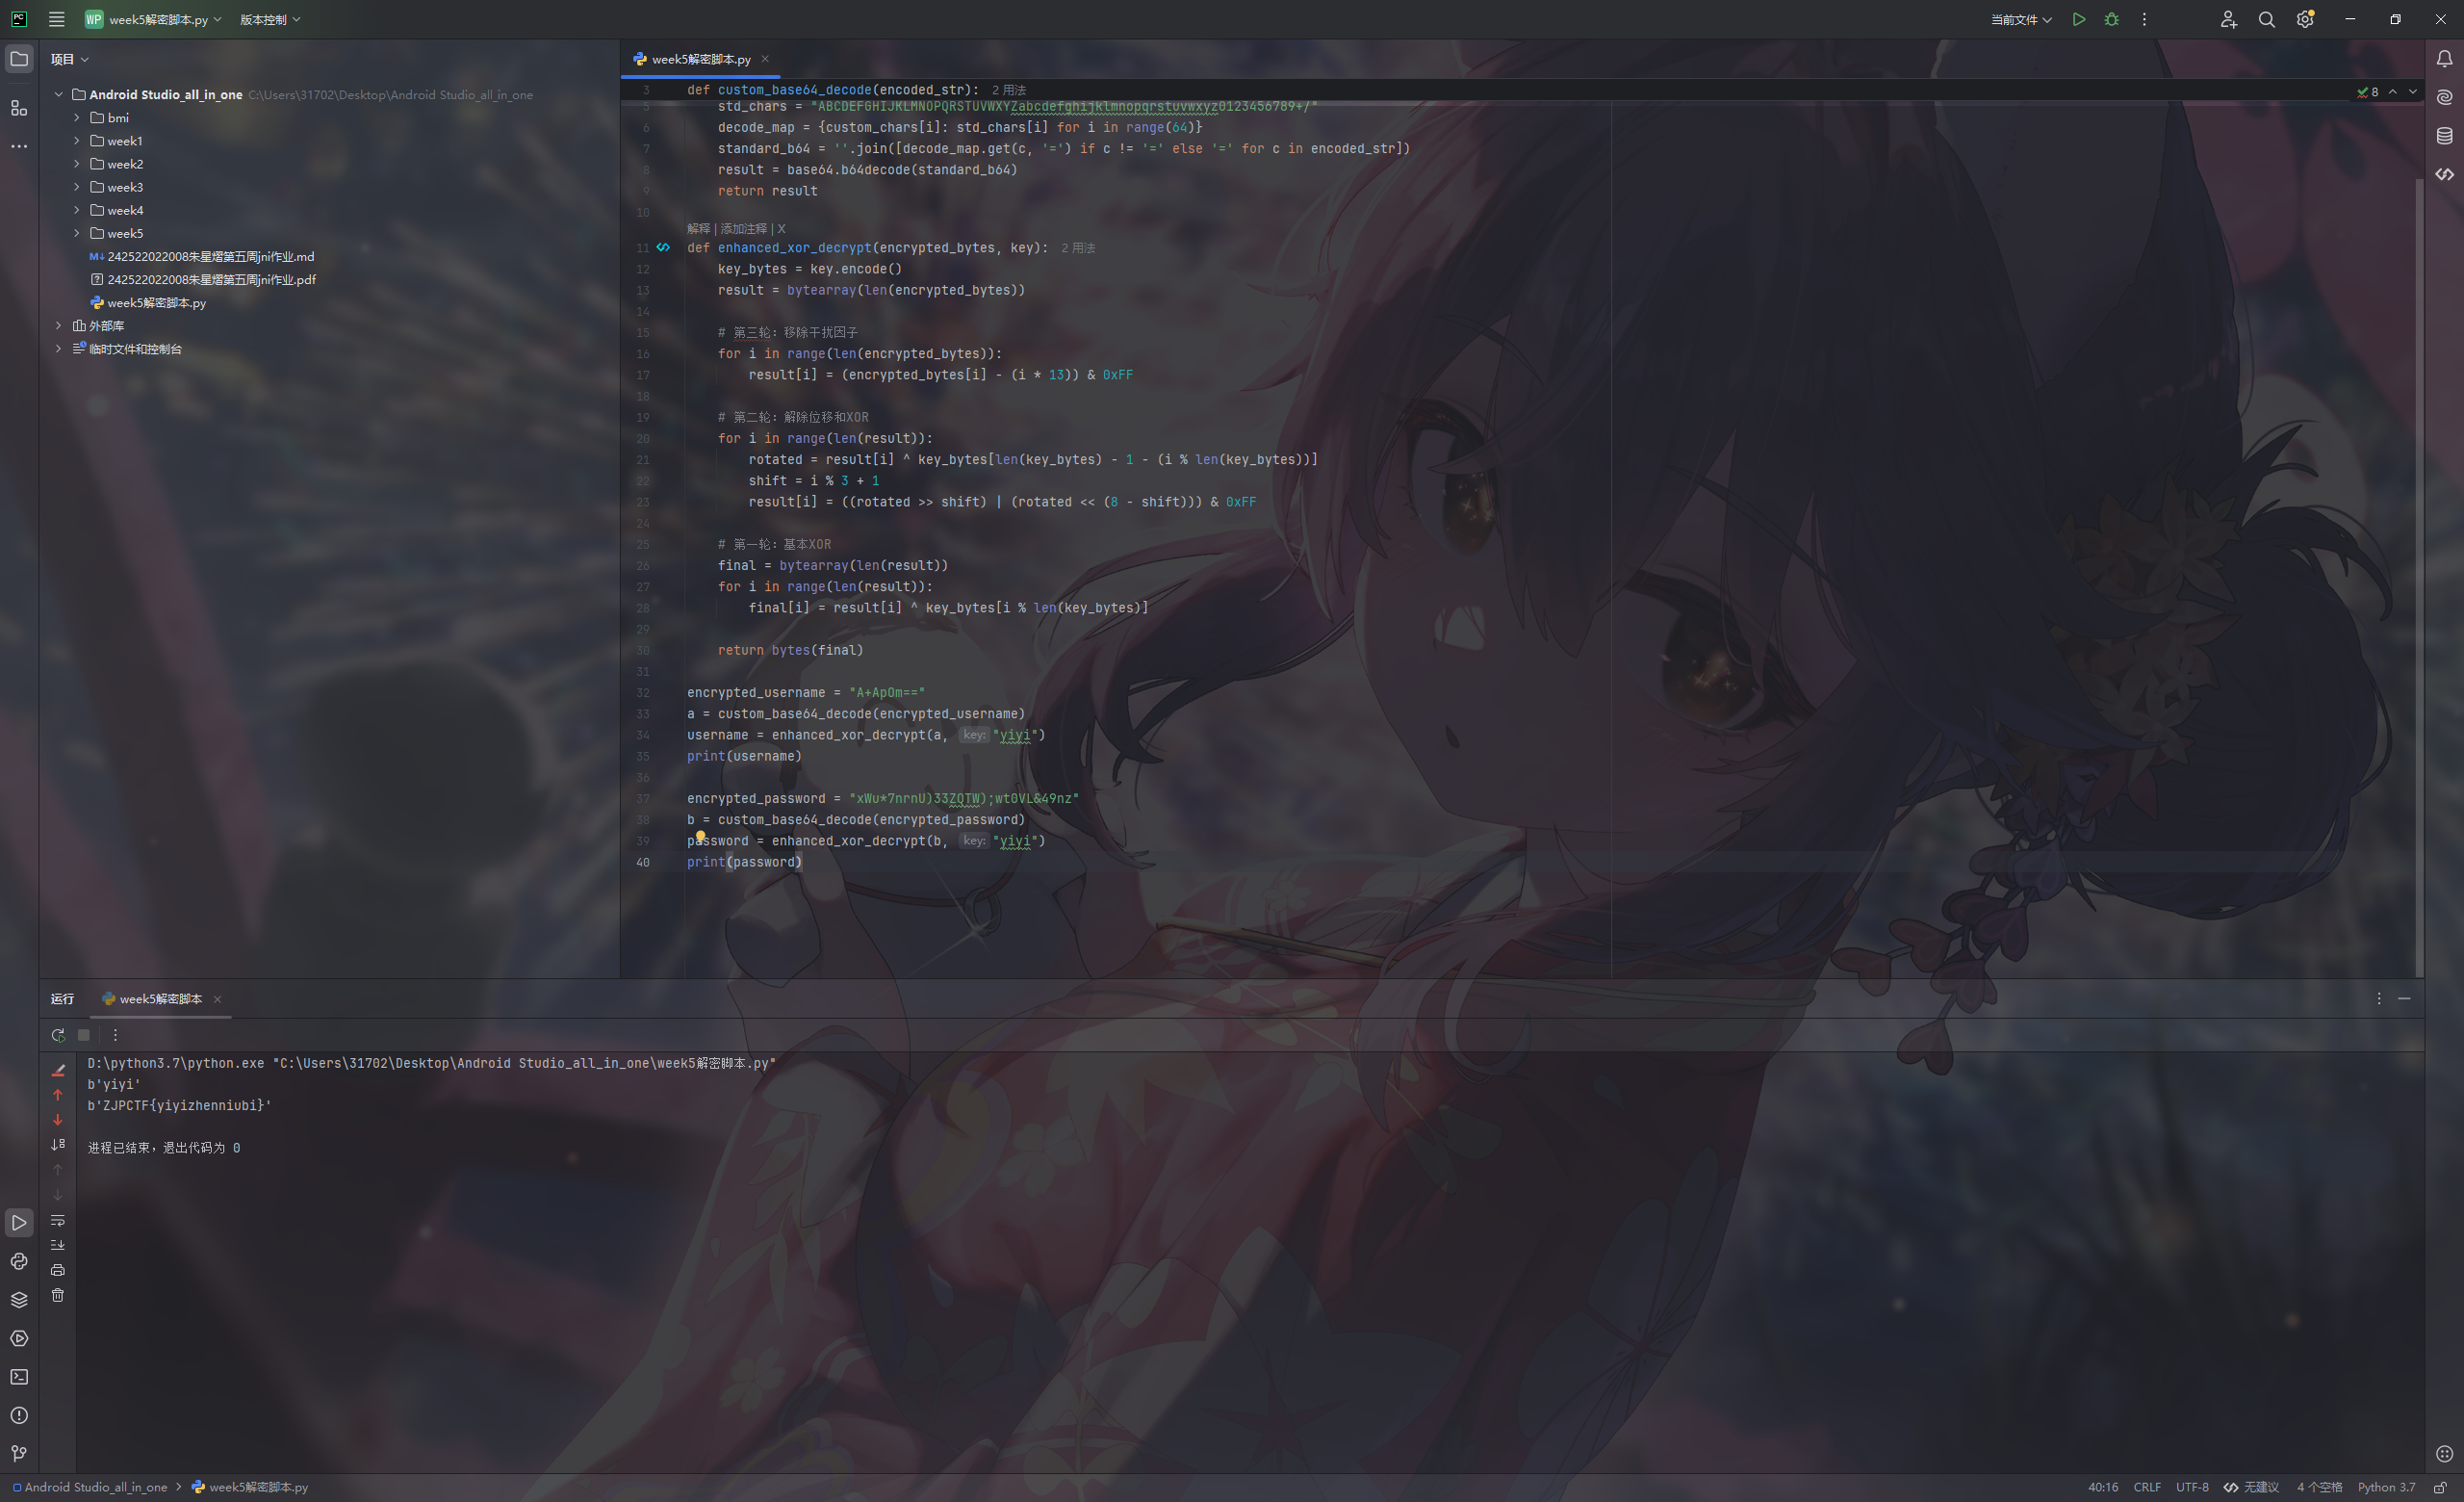 WP week5解密脚本.py 版本控制 当前文件
项目
Android Studio_all_in_one C:\Users\31702\Desktop\Android Studio_all_in_one
bmi
week1
week2
week3
week4
week5
242522022008朱星熠第五周jni作业.md
242522022008朱星熠第五周jni作业.pdf
week5解密脚本.py
外部库
临时文件和控制台
week5解密脚本.py
3 def custom_base64_decode(encoded_str): 2 用法
8
5 std_chars = "ABCDEFGHIJKLMNOPQRSTUVWXYZabcdefghijklmnopqrstuvwxyz0123456789+/"
6 decode_map = {custom_chars[i]: std_chars[i] for i in range(64)}
7 standard_b64 = ''.join([decode_map.get(c, '=') if c != '=' else '=' for c in encoded_str])
8 result = base64.b64decode(standard_b64)
9 return result
10
解释 | 添加注释 | X
11 def enhanced_xor_decrypt(encrypted_bytes, key): 2 用法
12 key_bytes = key.encode()
13 result = bytearray(len(encrypted_bytes))
14
15 # 第三轮: 移除干扰因子
16 for i in range(len(encrypted_bytes)):
17 result[i] = (encrypted_bytes[i] - (i * 13)) & 0xFF
18
19 # 第二轮: 解除位移和XOR
20 for i in range(len(result)):
21 rotated = result[i] ^ key_bytes[len(key_bytes) - 1 - (i % len(key_bytes))]
22 shift = i % 3 + 1
23 result[i] = ((rotated >> shift) | (rotated << (8 - shift))) & 0xFF
24
25 # 第一轮: 基本XOR
26 final = bytearray(len(result))
27 for i in range(len(result)):
28 final[i] = result[i] ^ key_bytes[i % len(key_bytes)]
29
30 return bytes(final)
31
32 encrypted_username = "A+ApOm=="
33 a = custom_base64_decode(encrypted_username)
34 username = enhanced_xor_decrypt(a, key: "yiyi")
35 print(username)
36
37 encrypted_password = "xWu*7nrnU)33ZQTW);wt0VL&49nz"
38 b = custom_base64_decode(encrypted_password)
39 password = enhanced_xor_decrypt(b, key: "yiyi")
40 print(password)
运行 week5解密脚本
D:\python3.7\python.exe "C:\Users\31702\Desktop\Android Studio_all_in_one\week5解密脚本.py"
b'yiyi'
b'ZJPCTF{yiyizhenniubi}'
进程已结束，退出代码为 0
Android Studio_all_in_one > week5解密脚本.py
40:16 CRLF UTF-8 无建议 4 个空格 Python 3.7